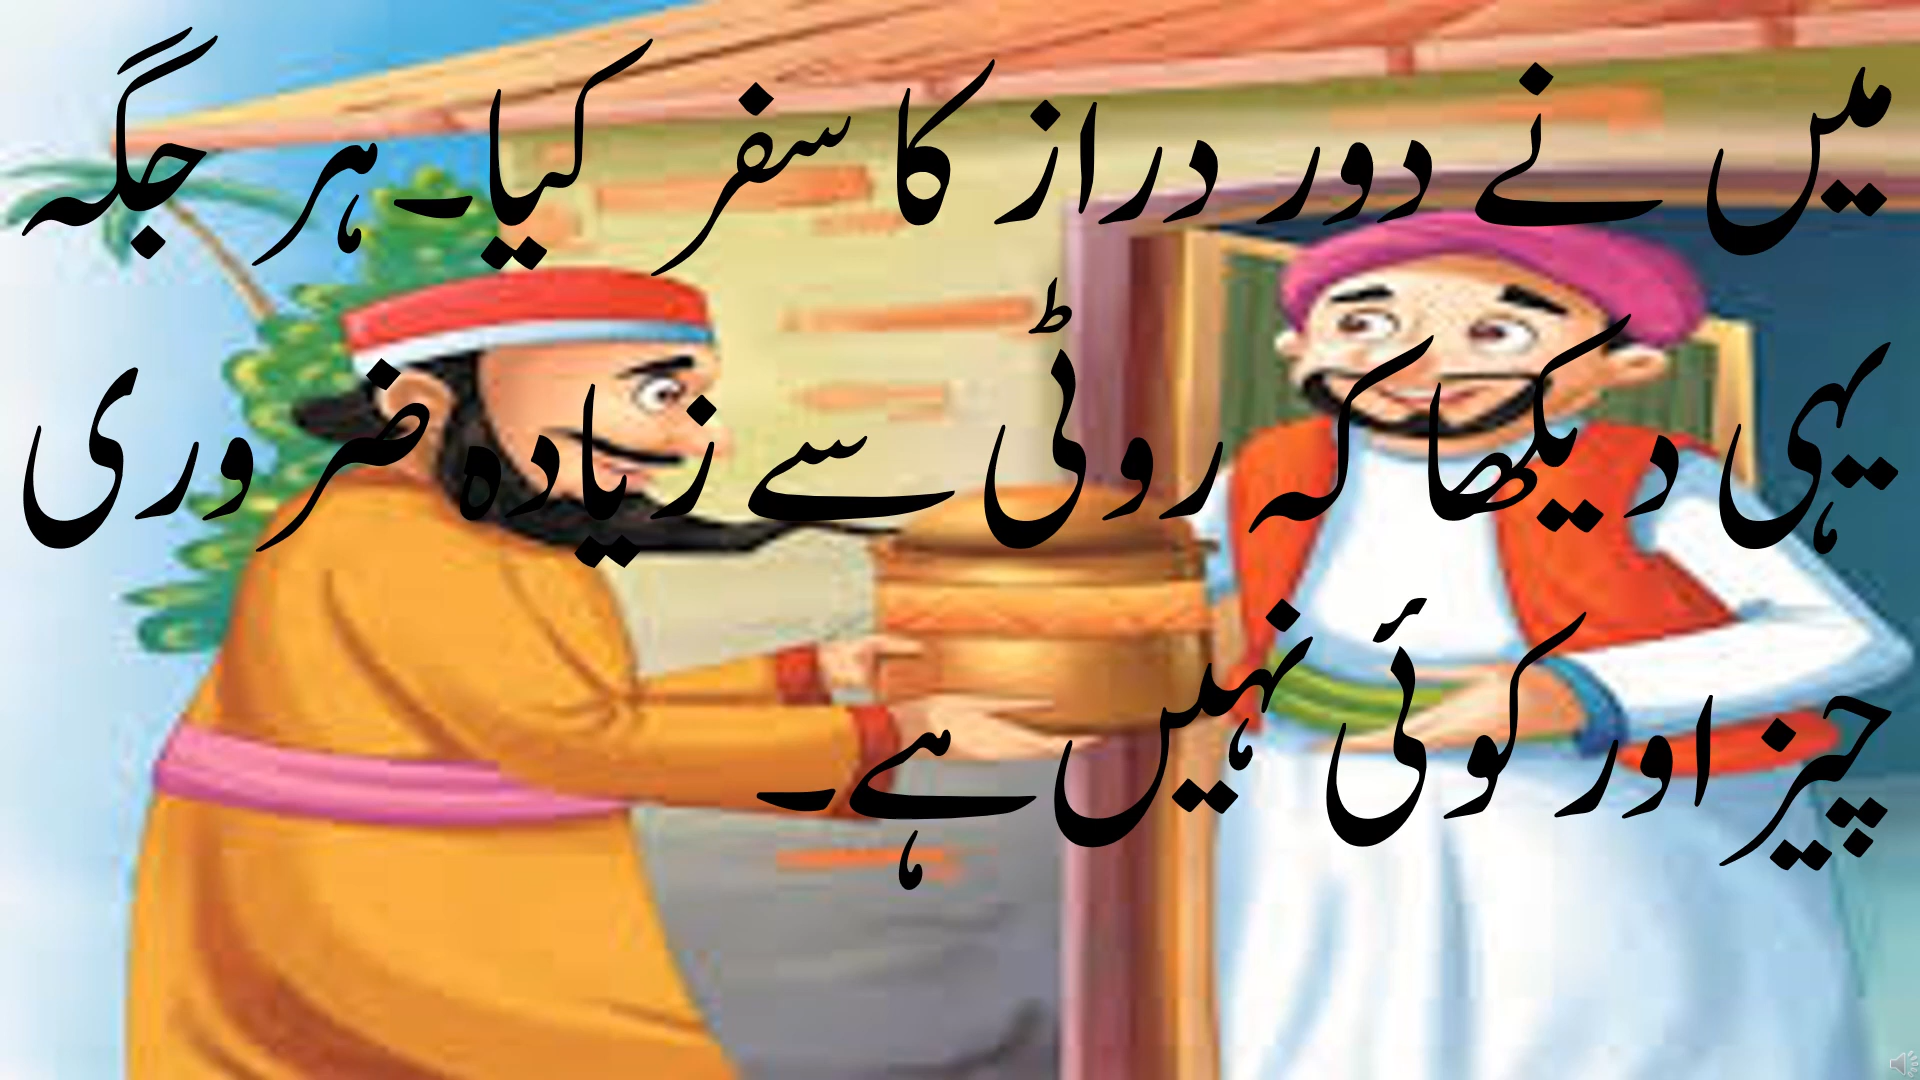 میں نے دور دراز کا سفر کیا۔ ہر جگہ
یہی دیکھا کہ روٹی سے زیادہ ضروری
چیز اور کوئی نہیں ہے۔